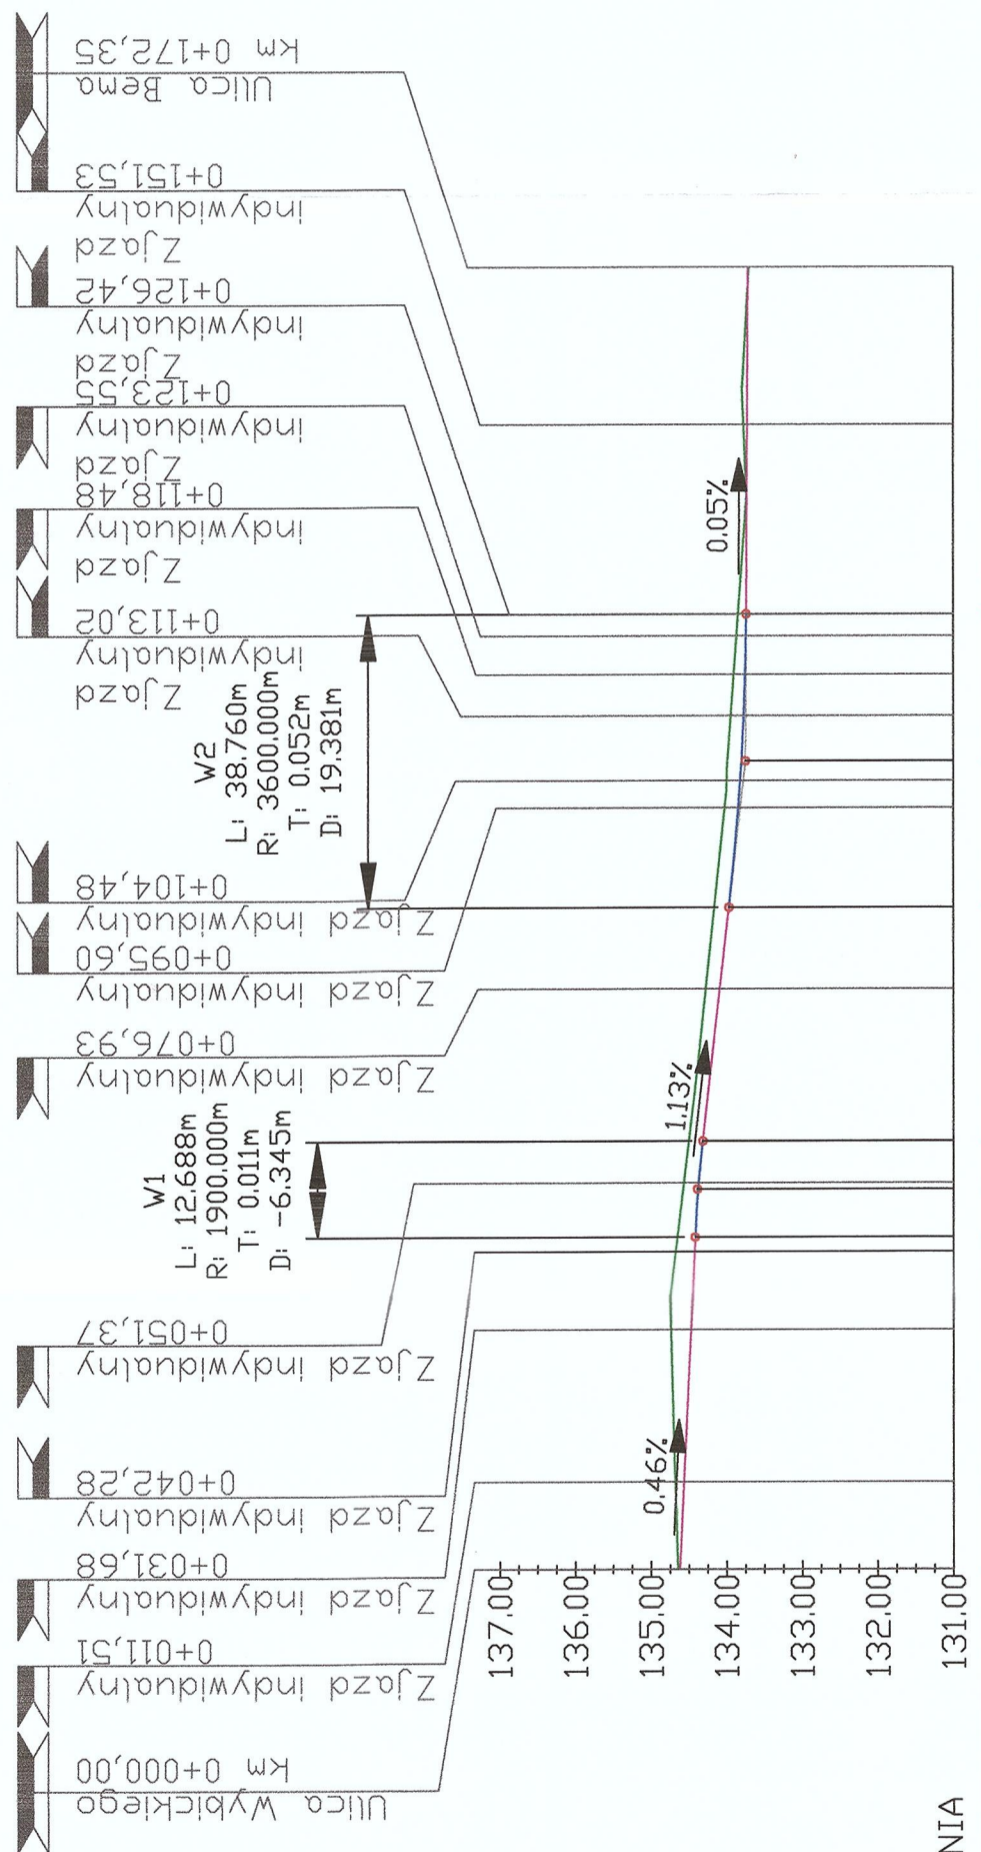 Ulica Wybickiego
km 0+000,00
Zjazd indywidualny
0+011,51
Zjazd indywidualny
0+031,68
Zjazd indywidualny
0+042,28
Zjazd indywidualny
0+051,37
Zjazd indywidualny
0+076,93
Zjazd indywidualny
0+095,60
Zjazd indywidualny
0+104,48
Zjazd
indywidualny
0+113,02
Zjazd
indywidualny
0+118,48
Zjazd
indywidualny
0+123,55
Zjazd
indywidualny
0+126,42
Zjazd
indywidualny
0+151,53
Ulica Bema
km 0+172,35
W1
L: 12.688m
R: 1900.000m
T: 0.011m
D: -6.345m
W2
L: 38.760m
R: 3600.000m
T: 0.052m
D: 19.381m
0.46%
1.13%
0.05%
137.00
136.00
135.00
134.00
133.00
132.00
131.00
NIA